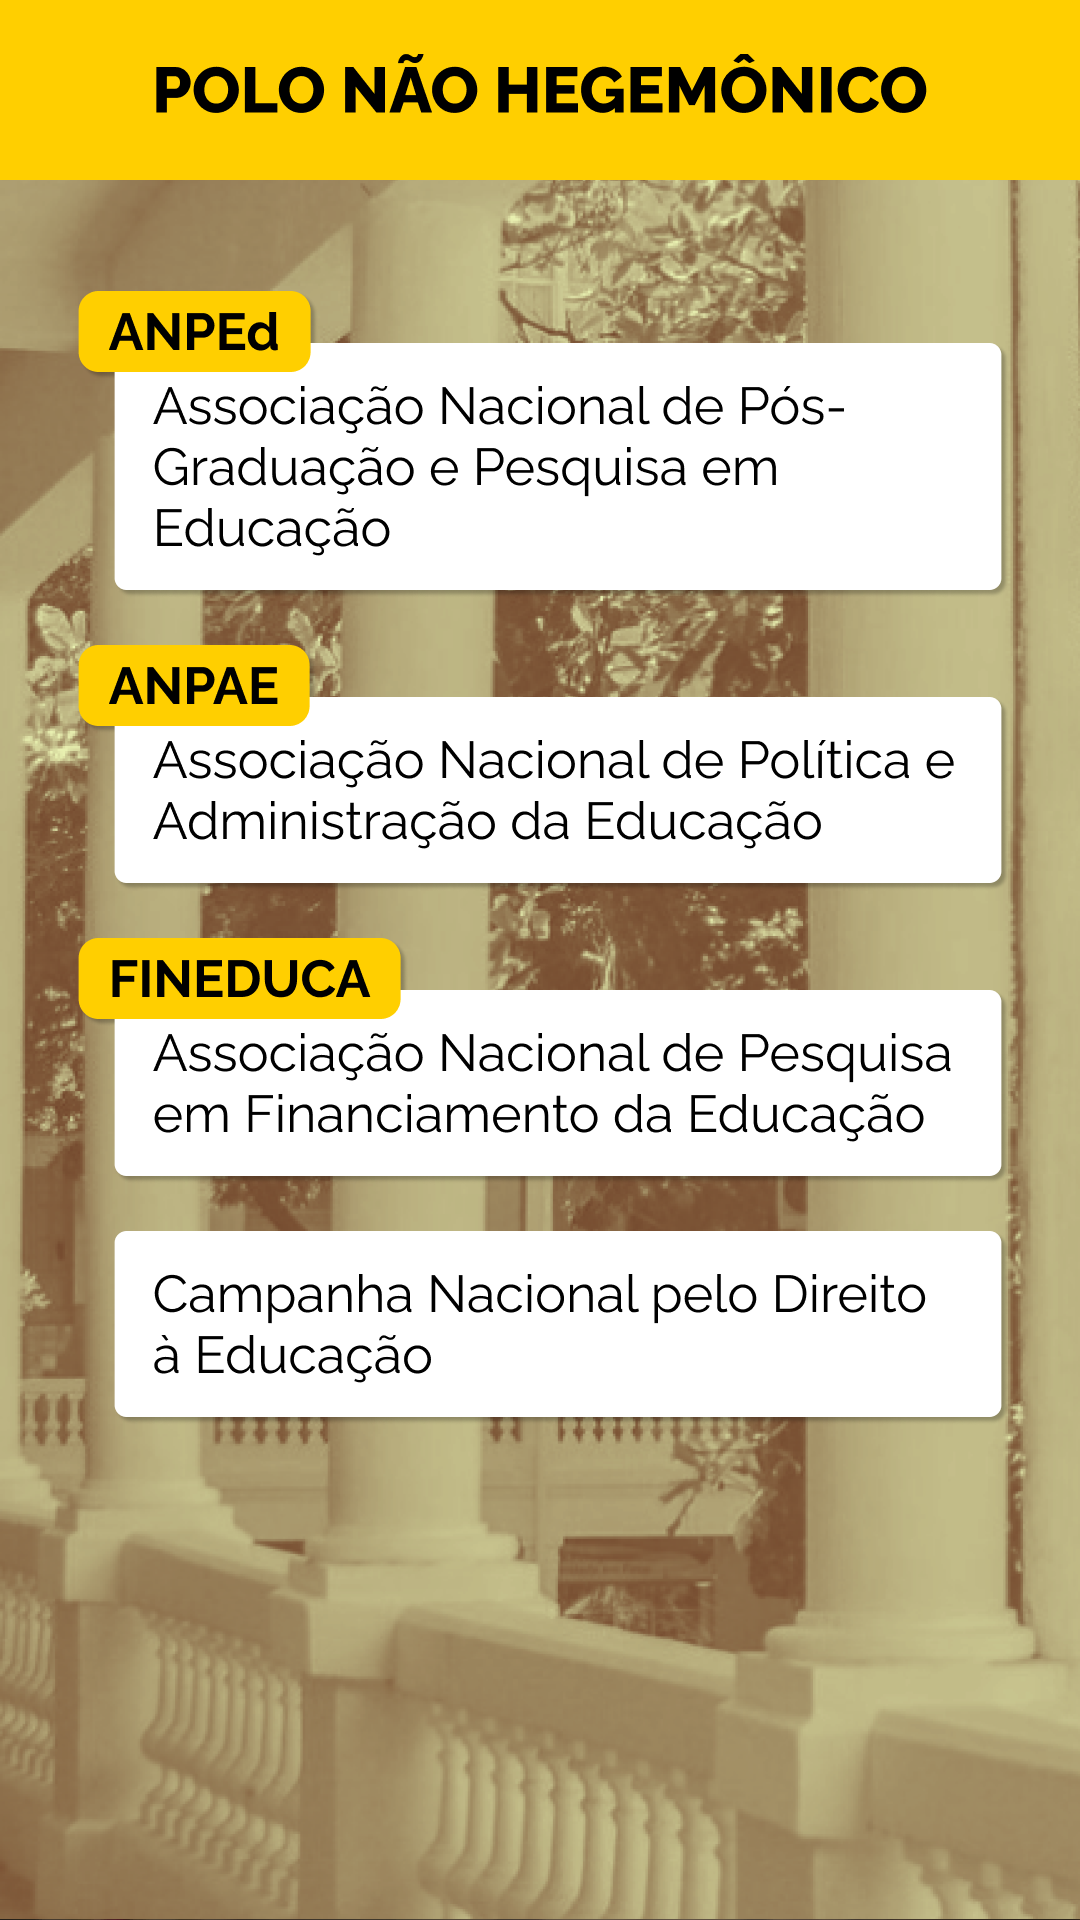 POLO NÃO HEGEMÔNICO
ANPEd
Associação Nacional de Pós-
Graduação e Pesquisa em
Educação
ANPAE
Associação Nacional de Política e
Administração da Educação
FINEDUCA
Associação Nacional de Pesquisa
em Financiamento da Educação
Campanha Nacional pelo Direito
à Educação